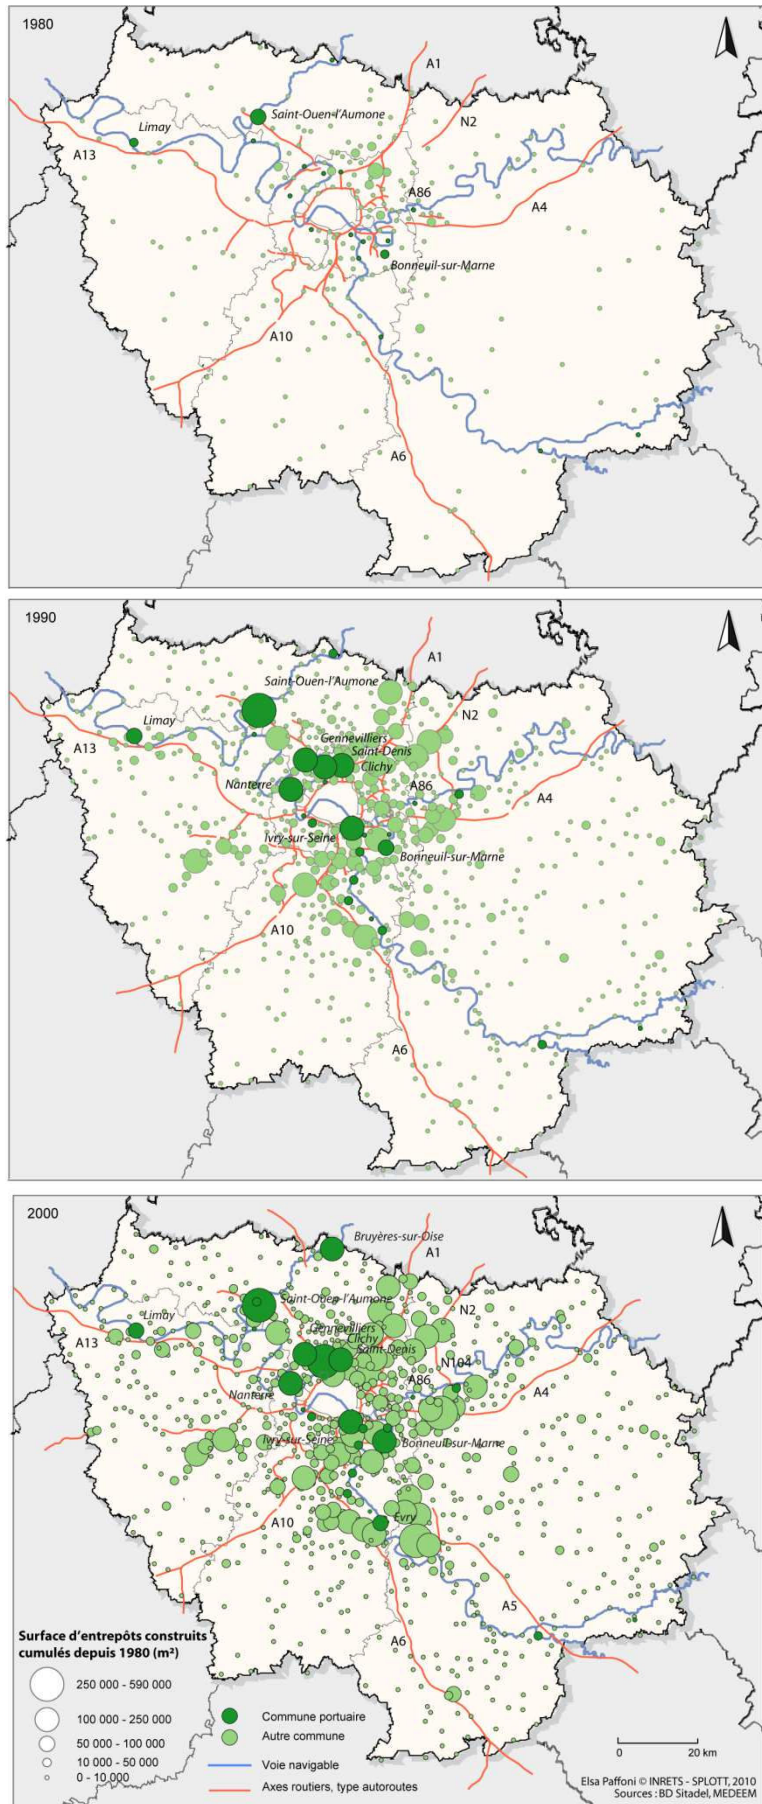 1980
A1
Saint-Ouen-l'Aumone
N2
Limay
A13
A86
A4
Bonneuil-sur-Marne
A10
A6
1990
A1
Saint-Ouen-l'Aumone
N2
Limay
Gennevilliers
A13
Saint-Denis
Clichy
Nanterre
A86
A4
Ivry-sur-Seine
Bonneuil-sur-Marne
A10
A6
2000
Bruyères-sur-Oise
A1
Saint-Ouen-l'Aumone
N2
Limay
Gennevilliers
A13
Clichy
Saint-Denis
N104
A86
Nanterre
A4
Ivry-sur-Seine
Bonneuil-sur-Marne
A10
Evry
A5
A6
Surface d'entrepôts construits
cumulés depuis 1980 (m²)
250 000 - 590 000
100 000 - 250 000
50 000 - 100 000
10 000 - 50 000
0 - 10 000
Commune portuaire
Autre commune
Voie navigable
Axes routiers, type autoroutes
0 20 km
Elsa Paffoni © INRETS - SPLOTT, 2010
Sources : BD Sitadel, MEDEEM